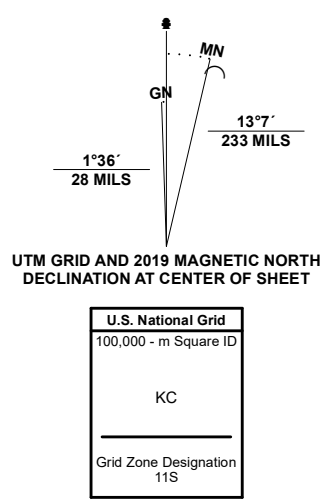 MN
GN
13°7´
233 MILS
1°36´
28 MILS
UTM GRID AND 2019 MAGNETIC NORTH
DECLINATION AT CENTER OF SHEET
U.S. National Grid
100,000 - m Square ID
KC
Grid Zone Designation
11S